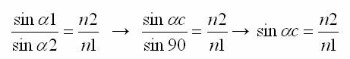 sin α1 / sin α2 = n2 / n1 → sin αc / sin 90 = n2 / n1 → sin αc = n2 / n1